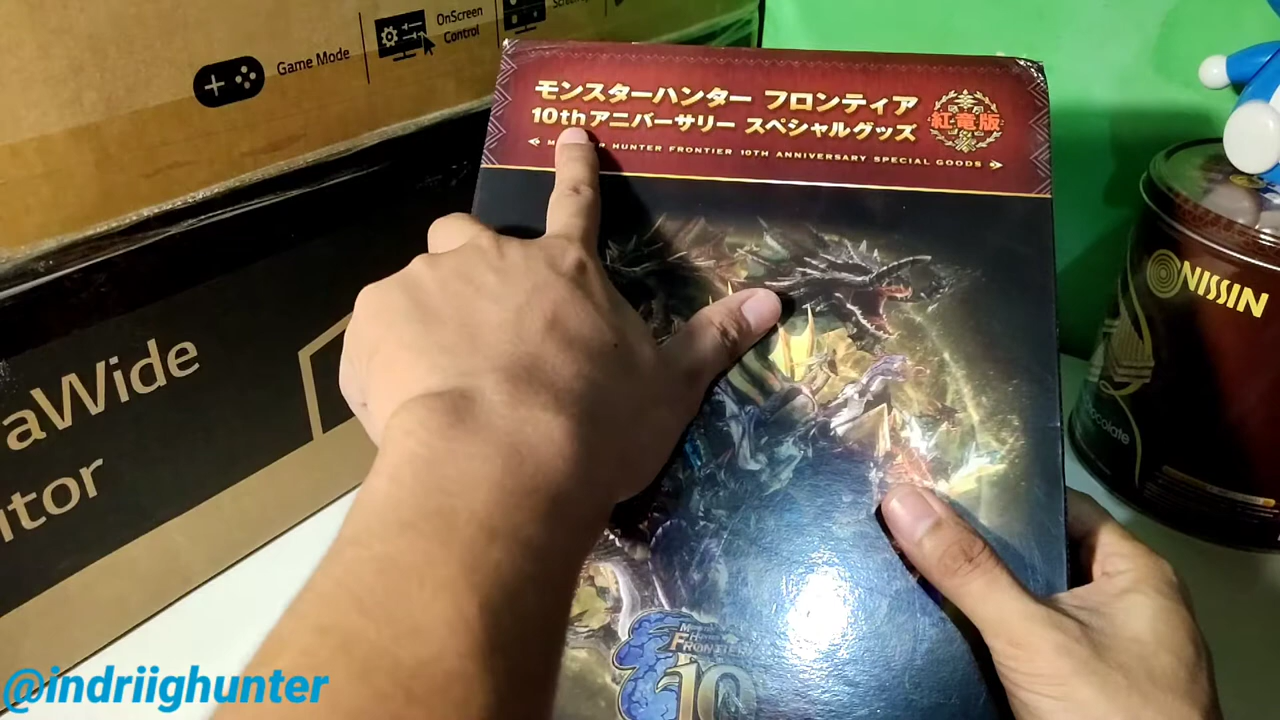 Game Mode
OnScreen
Control
モンスターハンター フロンティア
10thアニバーサリー スペシャルグッズ
紅竜版
HUNTER FRONTIER 10TH ANNIVERSARY SPECIAL GOODS
NISSIN
aWide
itor
FRONTIER
10
@indriighunter